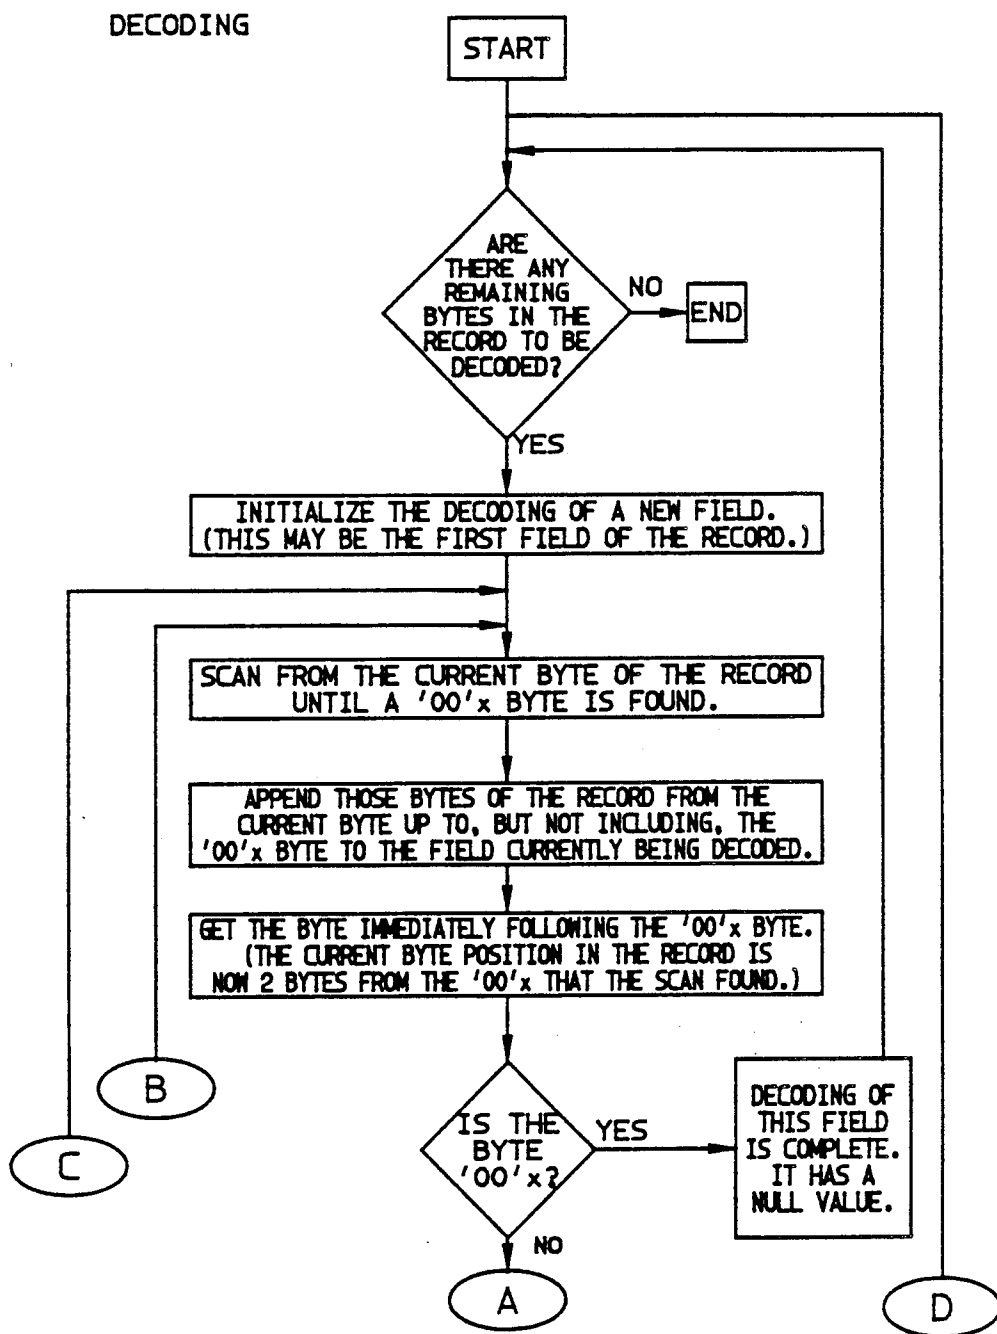 DECODING
START
ARE
THERE ANY
REMAINING
BYTES IN THE
RECORD TO BE
DECODED?
NO
END
YES
INITIALIZE THE DECODING OF A NEW FIELD.
(THIS MAY BE THE FIRST FIELD OF THE RECORD.)
SCAN FROM THE CURRENT BYTE OF THE RECORD
UNTIL A '00'x BYTE IS FOUND.
APPEND THOSE BYTES OF THE RECORD FROM THE
CURRENT BYTE UP TO, BUT NOT INCLUDING, THE
'00'x BYTE TO THE FIELD CURRENTLY BEING DECODED.
GET THE BYTE IMMEDIATELY FOLLOWING THE '00'x BYTE.
(THE CURRENT BYTE POSITION IN THE RECORD IS
NOW 2 BYTES FROM THE '00'x THAT THE SCAN FOUND.)
B
C
IS THE
BYTE
'00'x?
YES
DECODING OF
THIS FIELD
IS COMPLETE.
IT HAS A
NULL VALUE.
NO
A
D